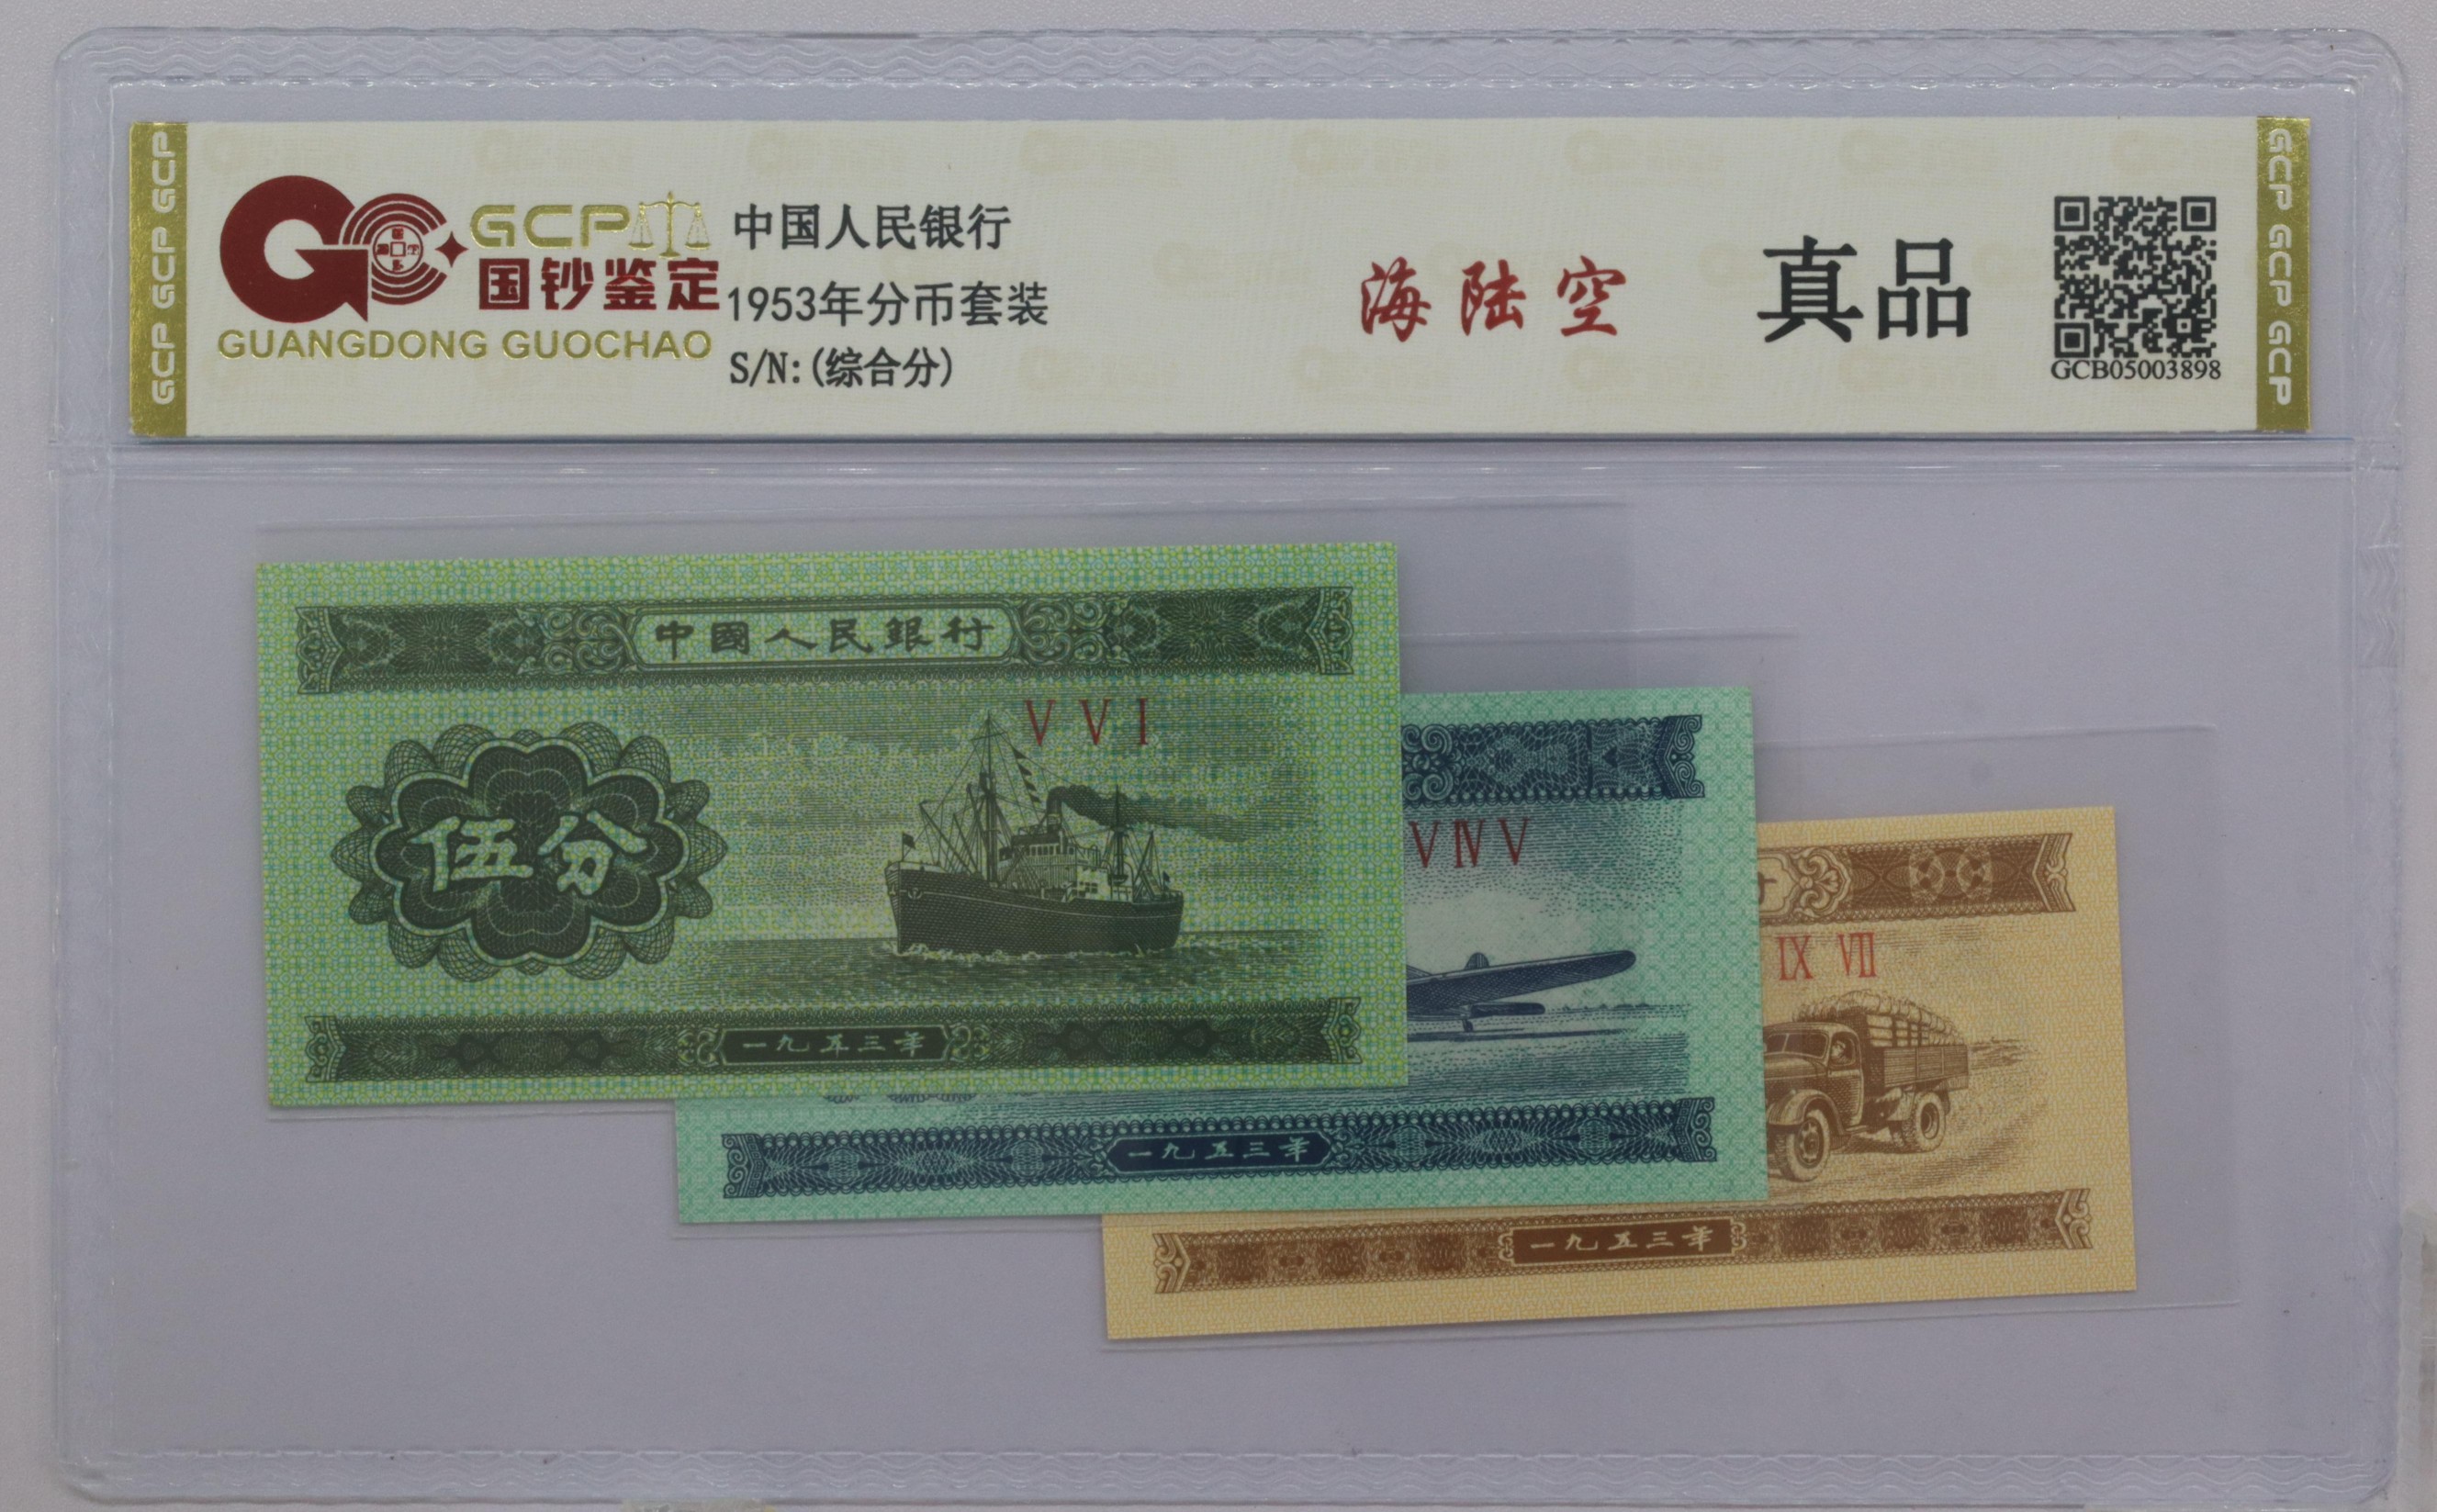 GCP GCP GCP
GCP
国钞鉴定
GUANGDONG GUOCHAO
中国人民银行
1953年分币套装
S/N:(综合分)
海陆空
真品
GCB05003898
GCP GCP GCP
中國人民銀行
V V I
伍分
一九五三年
V IV V
一九五三年
IX VII
一九五三年